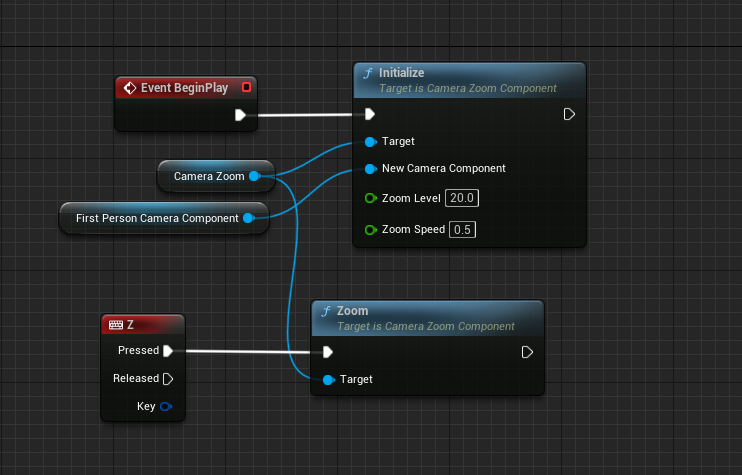 Event BeginPlay
f Initialize
Target is Camera Zoom Component
Target
New Camera Component
Zoom Level 20.0
Zoom Speed 0.5
Camera Zoom
First Person Camera Component
Z
Pressed
Released
Key
f Zoom
Target is Camera Zoom Component
Target